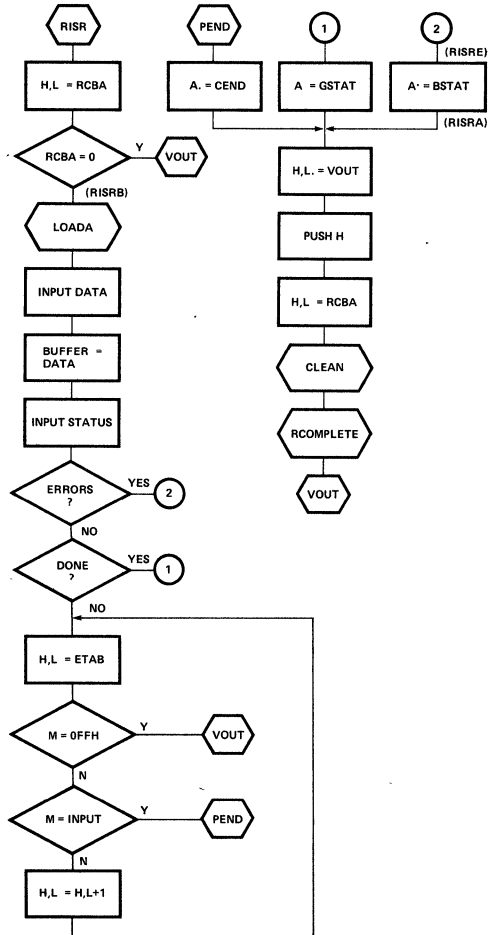 RISR
H,L = RCBA
RCBA = 0
Y
VOUT
(RISRB)
LOADA
INPUT DATA
BUFFER =
DATA
INPUT STATUS
ERRORS
?
YES
2
NO
DONE
?
YES
1
NO
H,L = ETAB
M = 0FFH
Y
VOUT
N
M = INPUT
Y
PEND
N
H,L = H,L+1
PEND
A. = CEND
1
A = GSTAT
2
(RISRE)
A· = BSTAT
(RISRA)
H,L. = VOUT
PUSH H
H,L = RCBA
CLEAN
RCOMPLETE
VOUT